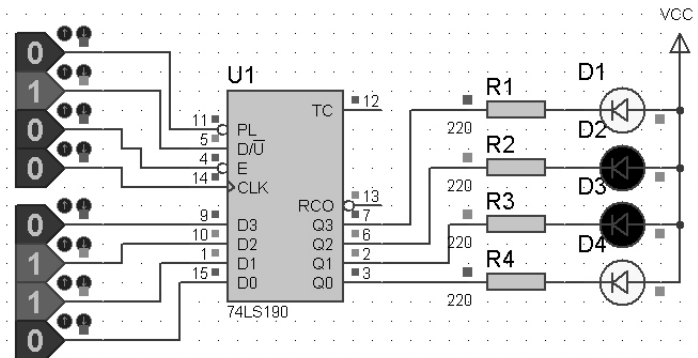 VCC
0
1
0
0
0
1
1
0
U1
11
5
4
14
9
10
1
15
PL
D/U
E
CLK
D3
D2
D1
D0
TC
RCO
Q3
Q2
Q1
Q0
12
13
7
6
2
3
74LS190
R1
220
R2
220
R3
220
R4
220
D1
D2
D3
D4